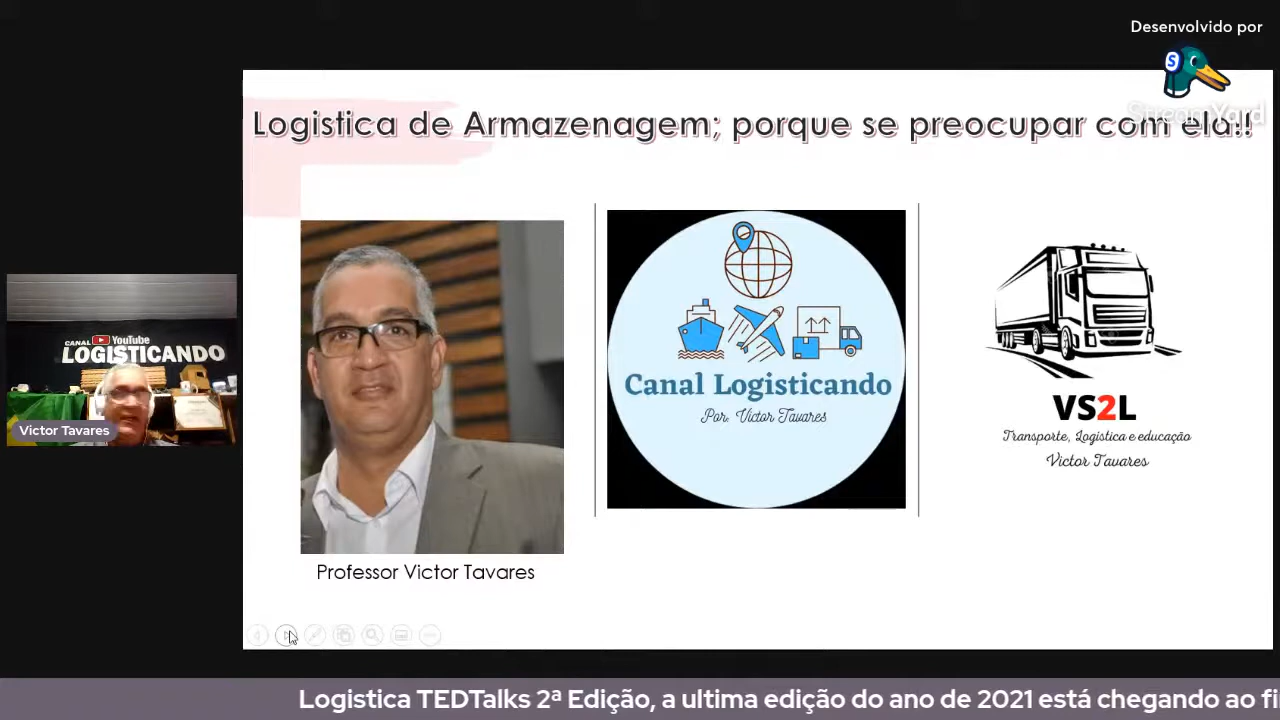 Desenvolvido por
StreamYard
Logistica de Armazenagem; porque se preocupar com ela!!
CANAL YouTube
LOGISTICANDO
Victor Tavares
Canal Logisticando
Por: Victor Tavares
VS2L
Transporte, Logistica e educação
Victor Tavares
Professor Victor Tavares
Logistica TEDTalks 2ª Edição, a ultima edição do ano de 2021 está chegando ao fi